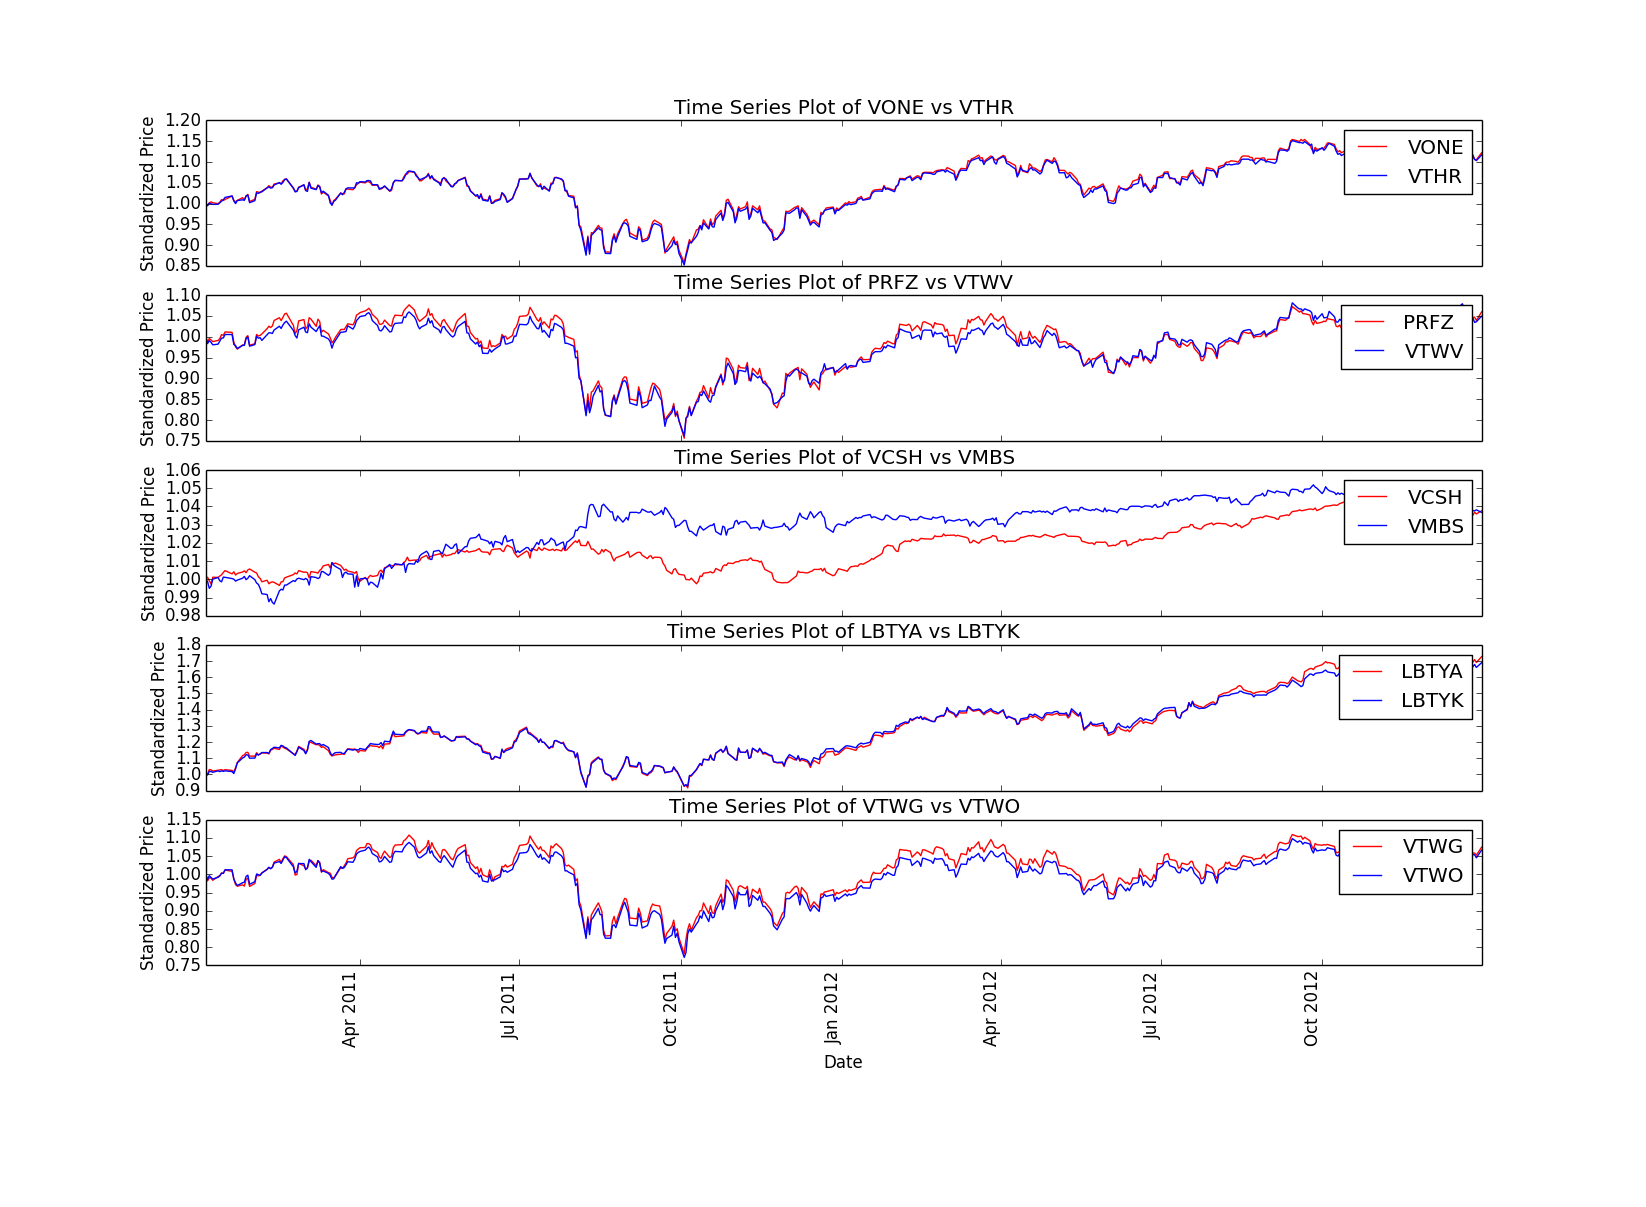 Time Series Plot of VONE vs VTHR
Standardized Price
1.20
1.15
1.10
1.05
1.00
0.95
0.90
0.85
VONE
VTHR
Time Series Plot of PRFZ vs VTWV
Standardized Price
1.10
1.05
1.00
0.95
0.90
0.85
0.80
0.75
PRFZ
VTWV
Time Series Plot of VCSH vs VMBS
Standardized Price
1.06
1.05
1.04
1.03
1.02
1.01
1.00
0.99
0.98
VCSH
VMBS
Time Series Plot of LBTYA vs LBTYK
Standardized Price
1.8
1.7
1.6
1.5
1.4
1.3
1.2
1.1
1.0
0.9
LBTYA
LBTYK
Time Series Plot of VTWG vs VTWO
Standardized Price
1.15
1.10
1.05
1.00
0.95
0.90
0.85
0.80
0.75
VTWG
VTWO
Apr 2011
Jul 2011
Oct 2011
Jan 2012
Apr 2012
Jul 2012
Oct 2012
Date